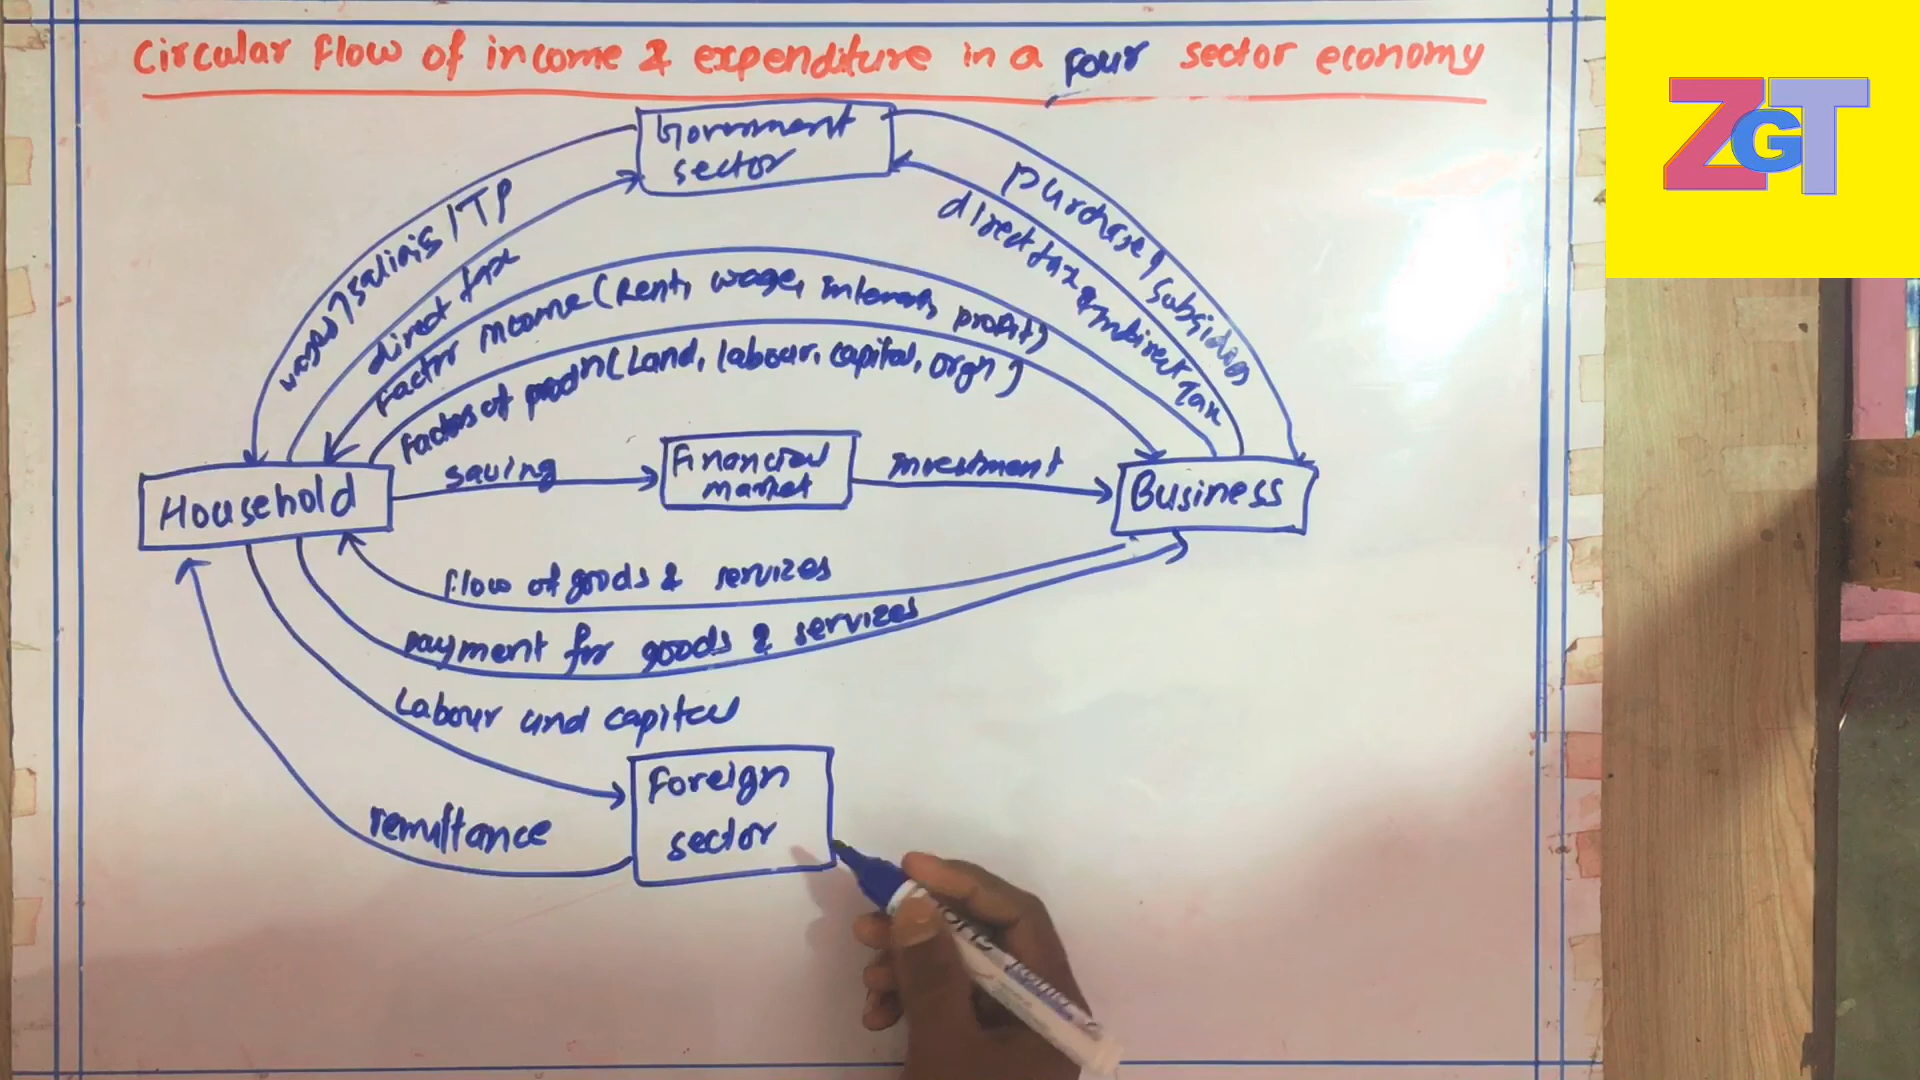 Circular flow of income & expenditure in a four sector economy
ZGT
Government
sector
wages/saliris/TP
direct tax
purchase & subsidies
direct tax & indirect tax
factor income (Rent, wage, interest, profit)
factors of prodn (Land, labour, capital, orgn)
saving
Financial
market
investment
Household
Business
flow of goods & services
payment for goods & services
Labour and capital
Foreign
sector
remittance